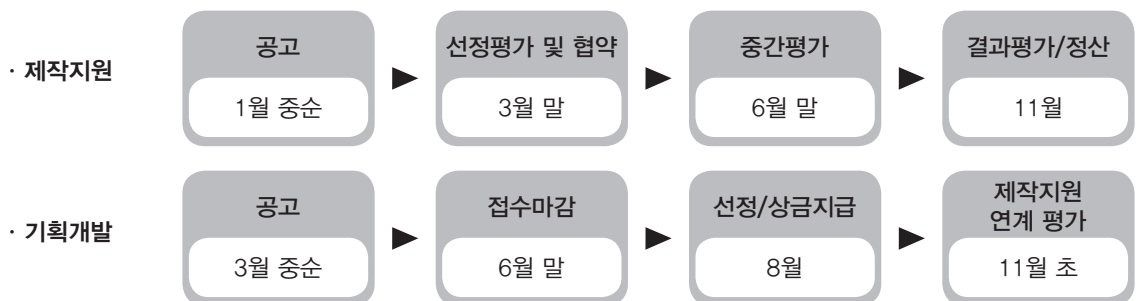 · 제작지원
공고
1월 중순
선정평가 및 협약
3월 말
중간평가
6월 말
결과평가/정산
11월
· 기획개발
공고
3월 중순
접수마감
6월 말
선정/상금지급
8월
제작지원
연계 평가
11월 초